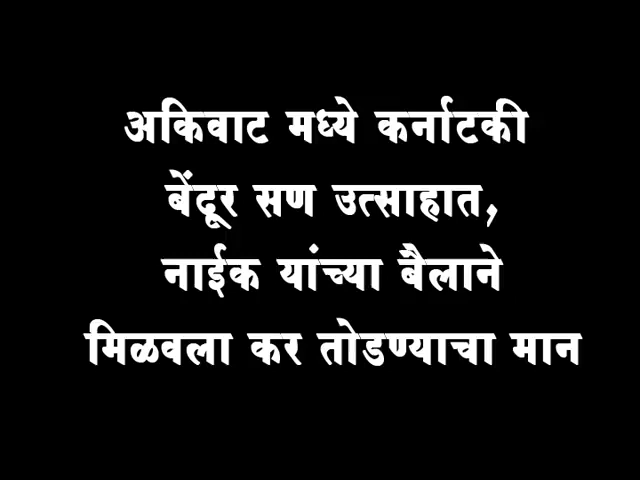 अकिवाट मध्ये कर्नाटकी
बेंदूर सण उत्साहात,
नाईक यांच्या बैलाने
मिळवला कर तोडण्याचा मान